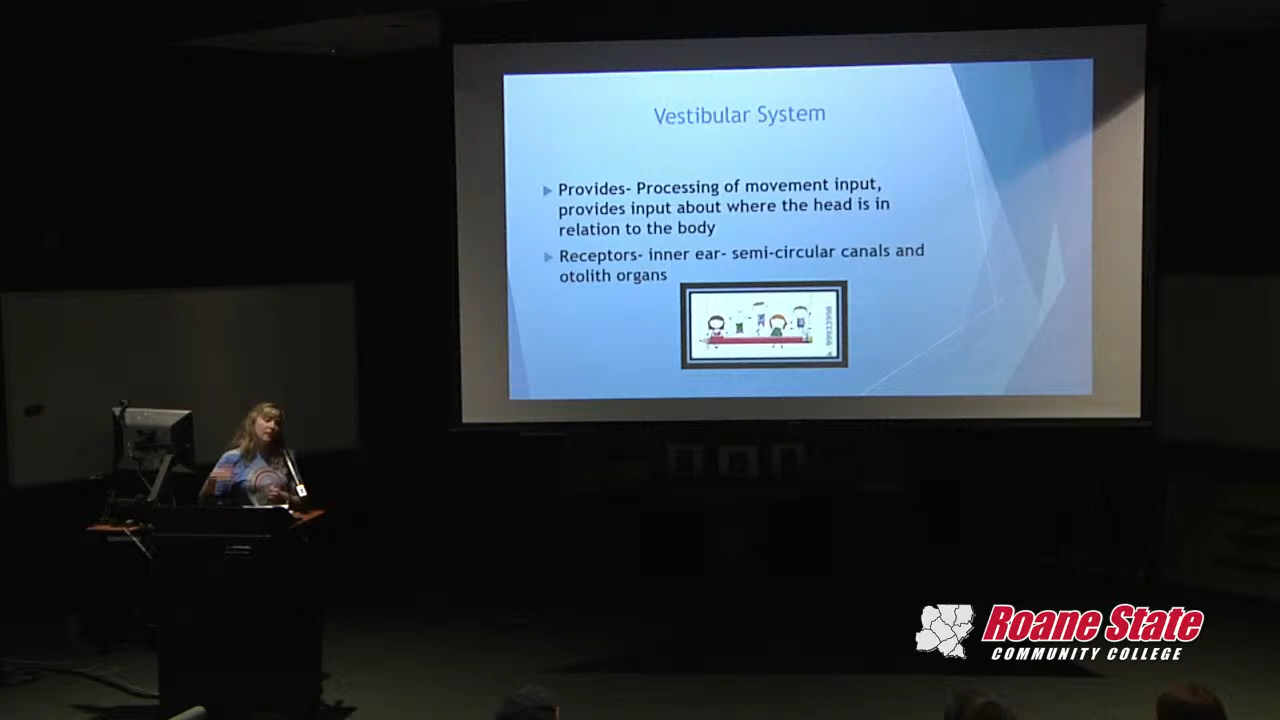 Vestibular System
Provides- Processing of movement input,
provides input about where the head is in
relation to the body
Receptors- inner ear- semi-circular canals and
otolith organs
Roane State
COMMUNITY COLLEGE